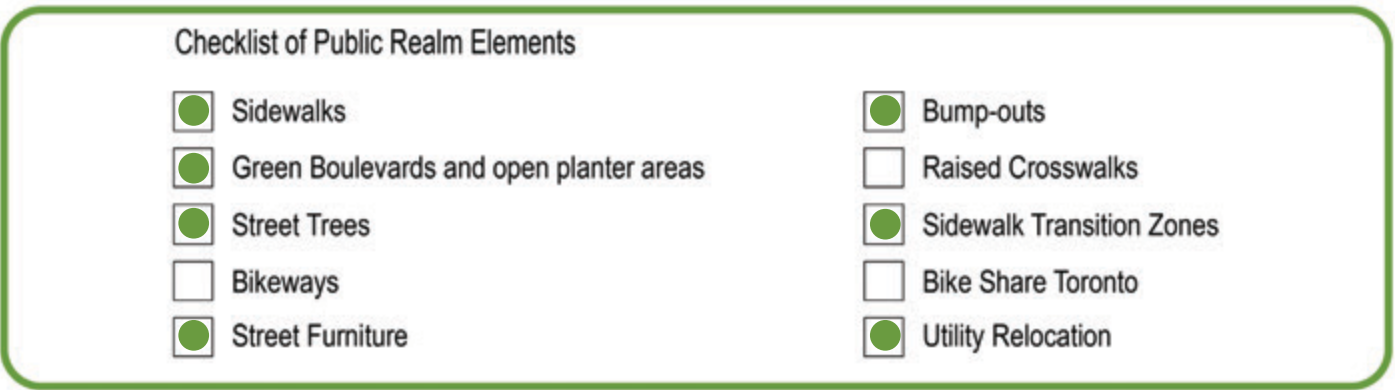 Checklist of Public Realm Elements
Sidewalks
Green Boulevards and open planter areas
Street Trees
Bikeways
Street Furniture
Bump-outs
Raised Crosswalks
Sidewalk Transition Zones
Bike Share Toronto
Utility Relocation